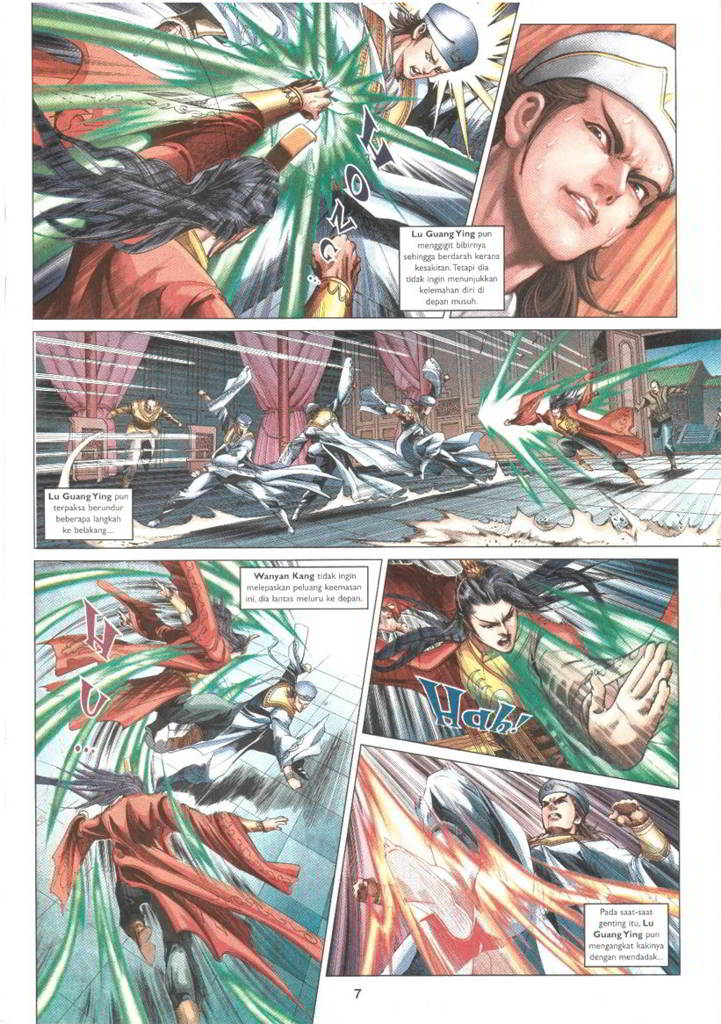 LONG...
Lu Guang Ying pun
menggigit bibirnya
sehingga berdarah kerana
kesakitan. Tetapi dia
tidak ingin menunjukkan
kelemahan diri di
depan musuh.
Lu Guang Ying pun
terpaksa berundur
beberapa langkah
ke belakang....
Wanyan Kang tidak ingin
melepaskan peluang keemasan
ini, dia lantas meluru ke depan.
HU...
Hah!
Pada saat-saat
genting itu, Lu
Guang Ying pun
mengangkat kakinya
dengan mendadak...
7